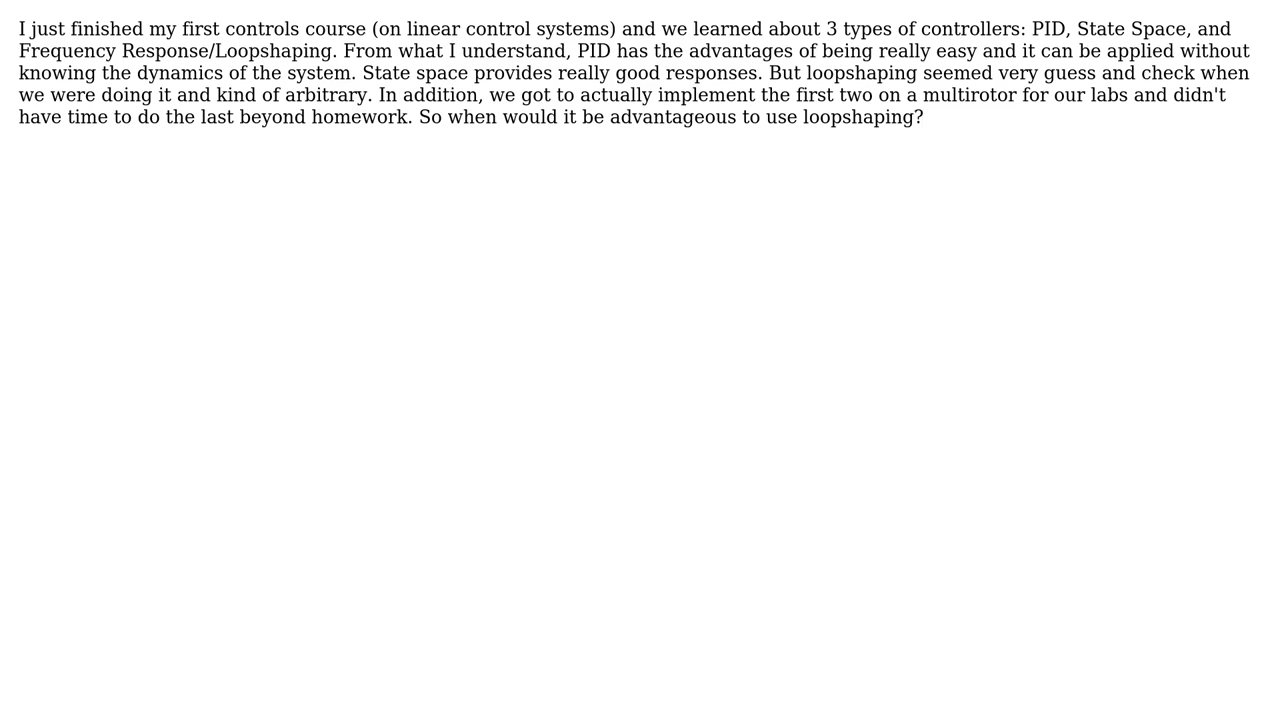 I just finished my first controls course (on linear control systems) and we learned about 3 types of controllers: PID, State Space, and
Frequency Response/Loopshaping. From what I understand, PID has the advantages of being really easy and it can be applied without
knowing the dynamics of the system. State space provides really good responses. But loopshaping seemed very guess and check when
we were doing it and kind of arbitrary. In addition, we got to actually implement the first two on a multirotor for our labs and didn't
have time to do the last beyond homework. So when would it be advantageous to use loopshaping?